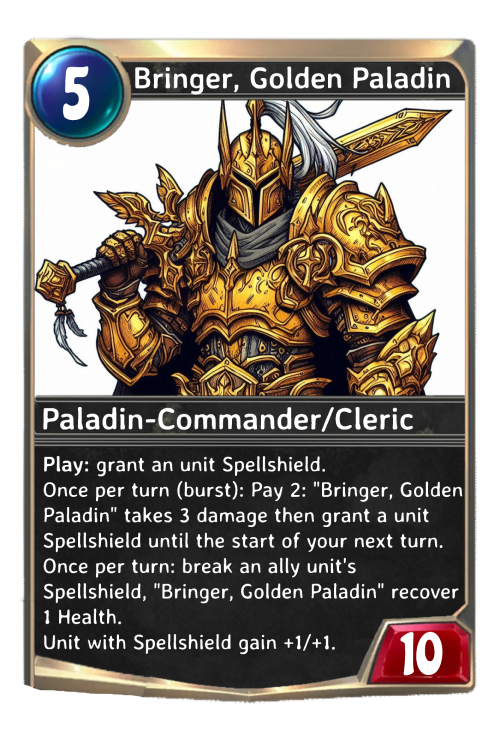 5
Bringer, Golden Paladin
Paladin-Commander/Cleric
Play: grant an unit Spellshield.
Once per turn (burst): Pay 2: "Bringer, Golden
Paladin" takes 3 damage then grant a unit
Spellshield until the start of your next turn.
Once per turn: break an ally unit's
Spellshield, "Bringer, Golden Paladin" recover
1 Health.
Unit with Spellshield gain +1/+1.
10